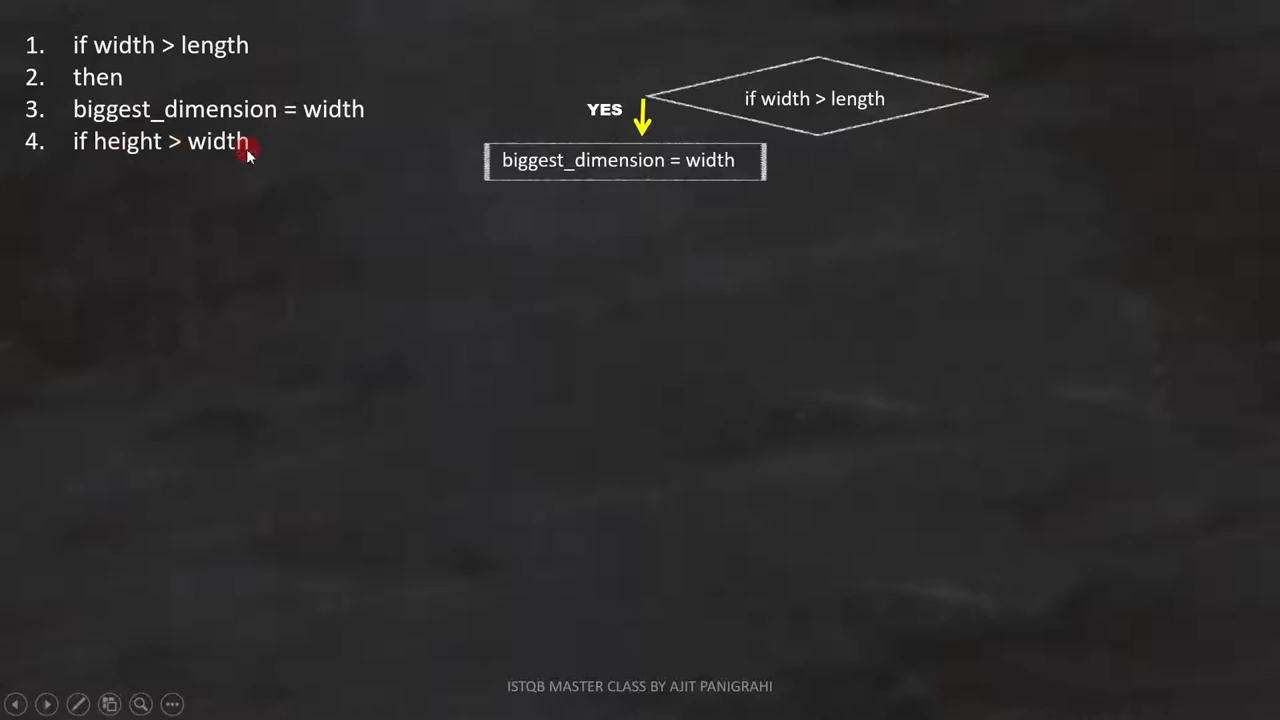 1. if width > length
2. then
3. biggest_dimension = width
4. if height > width
if width > length
YES
biggest_dimension = width
ISTQB MASTER CLASS BY AJIT PANIGRAHI